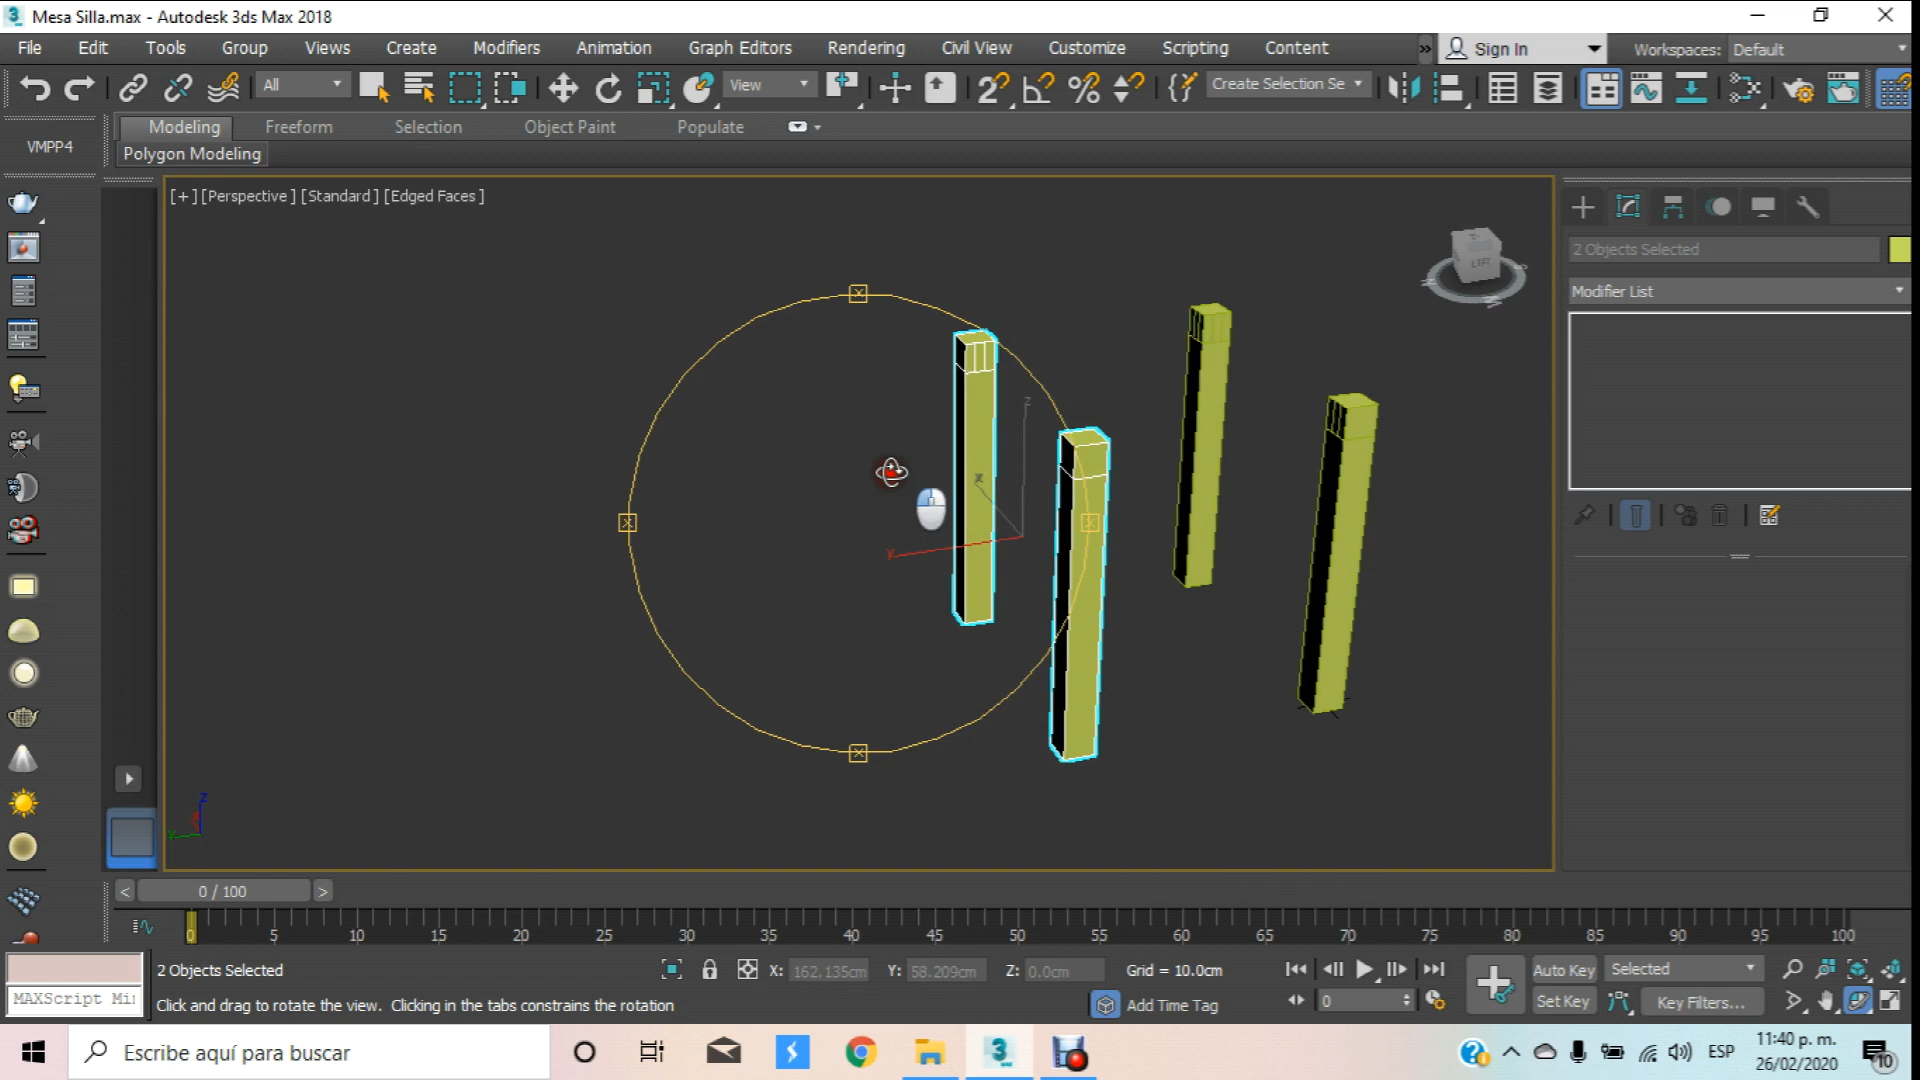 Mesa Silla.max - Autodesk 3ds Max 2018
File Edit Tools Group Views Create Modifiers Animation Graph Editors Rendering Civil View Customize Scripting Content » Sign In Workspaces: Default
All View Create Selection Se
Modeling Freeform Selection Object Paint Populate
VMPP4
Polygon Modeling
[+] [Perspective] [Standard] [Edged Faces]
LEFT
2 Objects Selected
Modifier List
z
x
y
z
y
< 0 / 100 >
0 5 10 15 20 25 30 35 40 45 50 55 60 65 70 75 80 85 90 95 100
2 Objects Selected X: 162.135cm Y: 58.209cm Z: 0.0cm Grid = 10.0cm Auto Key Selected
MAXScript Mi Click and drag to rotate the view. Clicking in the tabs constrains the rotation Add Time Tag 0 Set Key Key Filters...
Escribe aquí para buscar ESP 11:40 p. m.
26/02/2020 10